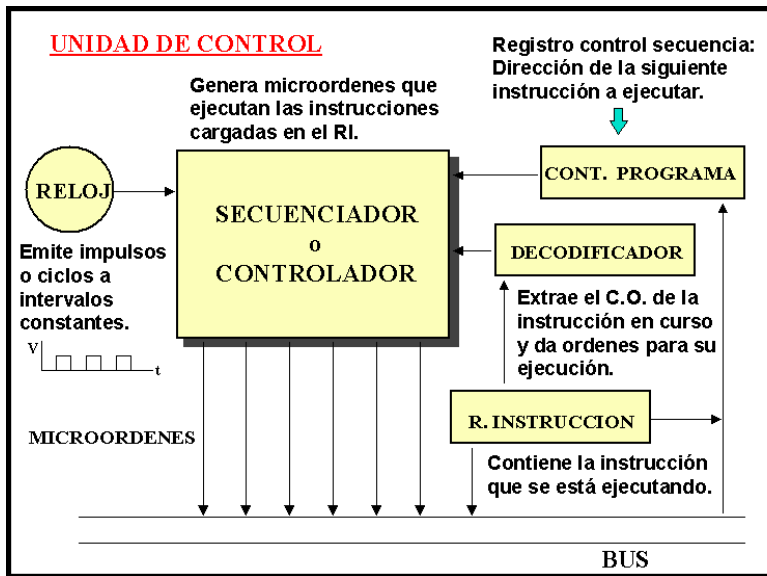 UNIDAD DE CONTROL
Registro control secuencia:
Dirección de la siguiente
instrucción a ejecutar.
Genera microordenes que
ejecutan las instrucciones
cargadas en el RI.
RELOJ
SECUENCIADOR
o
CONTROLADOR
CONT. PROGRAMA
DECODIFICADOR
Emite impulsos
o ciclos a
intervalos
constantes.
V
t
Extrae el C.O. de la
instrucción en curso
y da ordenes para su
ejecución.
R. INSTRUCCION
MICROORDENES
Contiene la instrucción
que se está ejecutando.
BUS